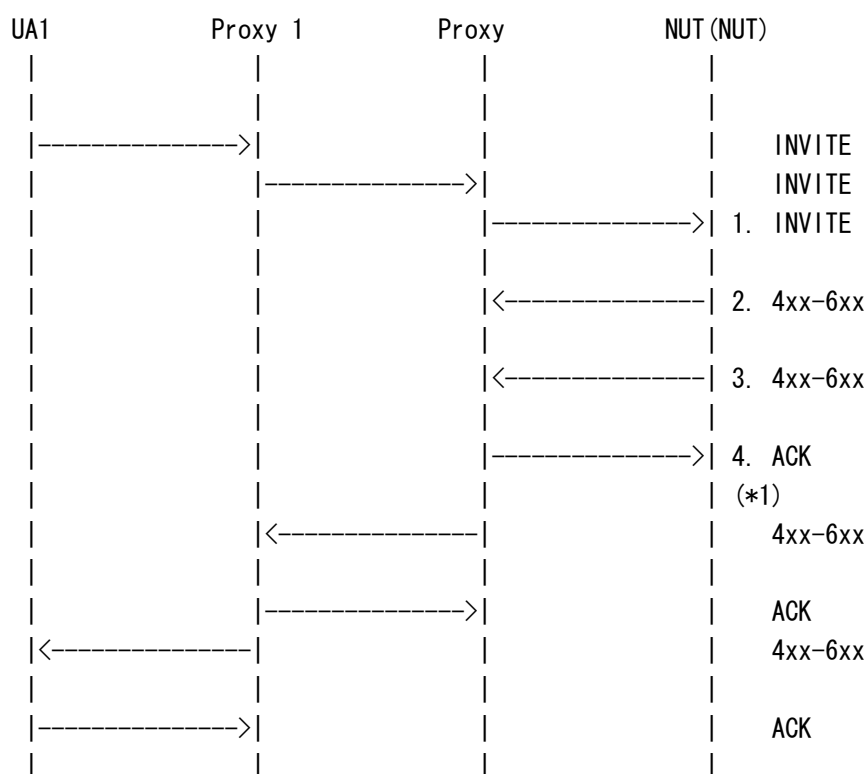 UA1 Proxy 1 Proxy NUT(NUT)
| | | |
| | | |
|-------------->| | | INVITE
| |-------------->| | INVITE
| | |-------------->| 1. INVITE
| | | |
| | |<--------------| 2. 4xx-6xx
| | | |
| | |<--------------| 3. 4xx-6xx
| | | |
| | |-------------->| 4. ACK
| | | | (*1)
| |<--------------| | 4xx-6xx
| | | |
| |-------------->| | ACK
|<--------------| | | 4xx-6xx
| | | |
|-------------->| | | ACK
| | | |